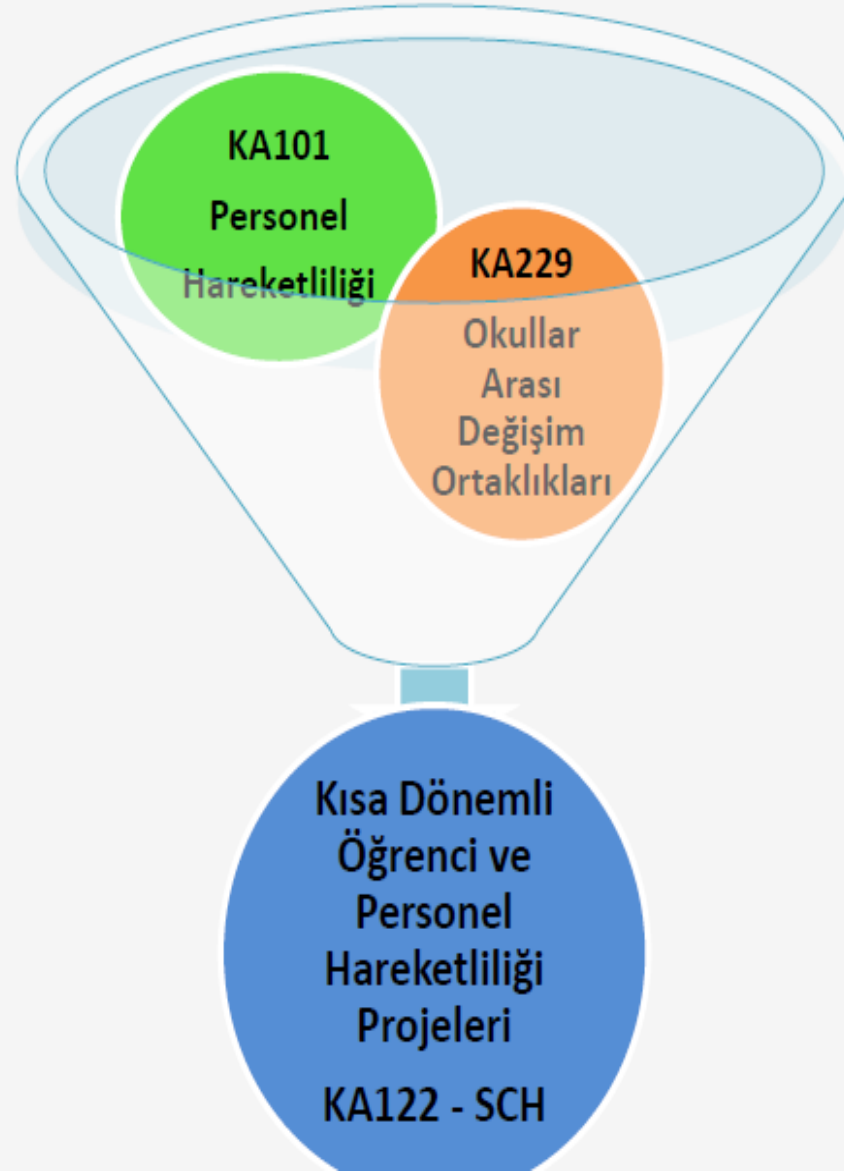 KA101
Personel
Hareketliliği
KA229
Okullar
Arası
Değişim
Ortaklıkları
Kısa Dönemli
Öğrenci ve
Personel
Hareketliliği
Projeleri
KA122 - SCH